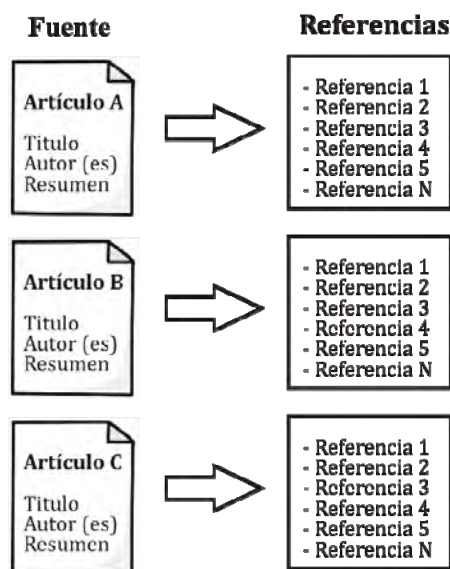 Fuente
Referencias
Artículo A
Titulo
Autor (es)
Resumen
- Referencia 1
- Referencia 2
- Referencia 3
- Referencia 4
- Referencia 5
- Referencia N
Artículo B
Titulo
Autor (es)
Resumen
- Referencia 1
- Referencia 2
- Referencia 3
- Referencia 4
- Referencia 5
- Referencia N
Artículo C
Titulo
Autor (es)
Resumen
- Referencia 1
- Referencia 2
- Referencia 3
- Referencia 4
- Referencia 5
- Referencia N